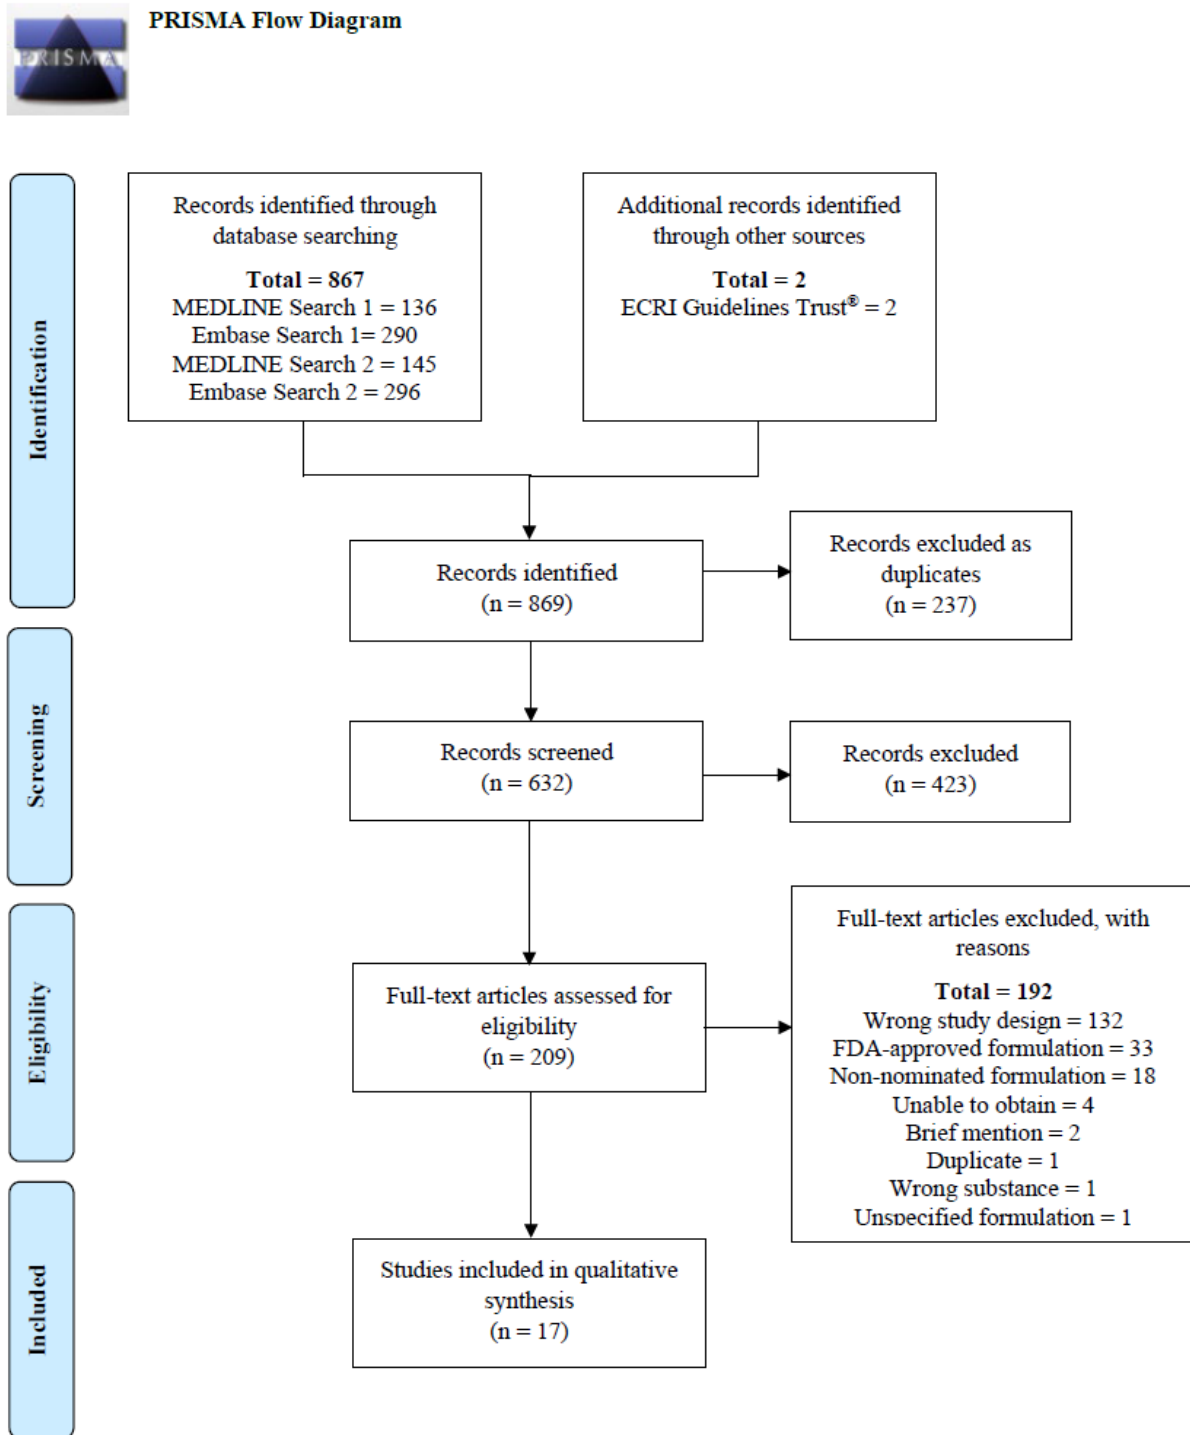 PRISMA Flow Diagram
PRISMA
Identification
Records identified through
database searching
Total = 867
MEDLINE Search 1 = 136
Embase Search 1= 290
MEDLINE Search 2 = 145
Embase Search 2 = 296
Additional records identified
through other sources
Total = 2
ECRI Guidelines Trust® = 2
Records identified
(n = 869)
Records excluded as
duplicates
(n = 237)
Screening
Records screened
(n = 632)
Records excluded
(n = 423)
Eligibility
Full-text articles assessed for
eligibility
(n = 209)
Full-text articles excluded, with
reasons
Total = 192
Wrong study design = 132
FDA-approved formulation = 33
Non-nominated formulation = 18
Unable to obtain = 4
Brief mention = 2
Duplicate = 1
Wrong substance = 1
Unspecified formulation = 1
Included
Studies included in qualitative
synthesis
(n = 17)